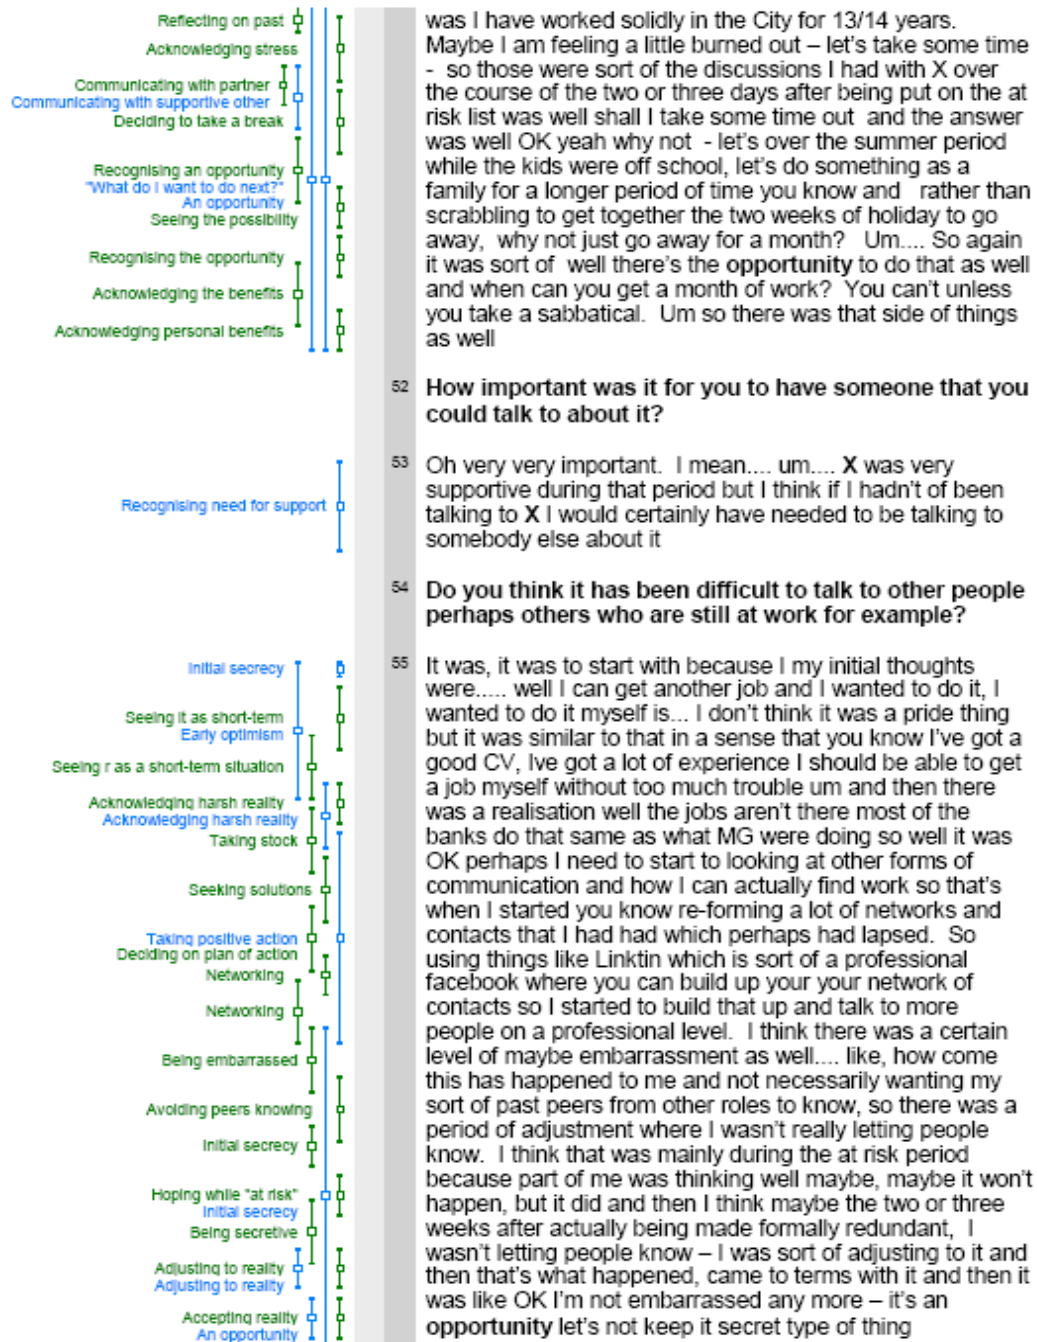 Reflecting on past
Acknowledging stress
Communicating with partner
Communicating with supportive other
Deciding to take a break
Recognising an opportunity
"What do I want to do next?"
An opportunity
Seeing the possibility
Recognising the opportunity
Acknowledging the benefits
Acknowledging personal benefits
was I have worked solidly in the City for 13/14 years.
Maybe I am feeling a little burned out – let's take some time
- so those were sort of the discussions I had with X over
the course of the two or three days after being put on the at
risk list was well shall I take some time out and the answer
was well OK yeah why not - let's over the summer period
while the kids were off school, let's do something as a
family for a longer period of time you know and rather than
scrabbling to get together the two weeks of holiday to go
away, why not just go away for a month? Um.... So again
it was sort of well there's the opportunity to do that as well
and when can you get a month of work? You can't unless
you take a sabbatical. Um so there was that side of things
as well
52 How important was it for you to have someone that you
could talk to about it?
Recognising need for support
53 Oh very very important. I mean.... um.... X was very
supportive during that period but I think if I hadn't of been
talking to X I would certainly have needed to be talking to
somebody else about it
54 Do you think it has been difficult to talk to other people
perhaps others who are still at work for example?
Initial secrecy
Seeing it as short-term
Early optimism
Seeing r as a short-term situation
Acknowledging harsh reality
Acknowledging harsh reality
Taking stock
Seeking solutions
Taking positive action
Deciding on plan of action
Networking
Networking
Being embarrassed
Avoiding peers knowing
Initial secrecy
Hoping while "at risk"
Initial secrecy
Being secretive
Adjusting to reality
Adjusting to reality
Accepting reality
An opportunity
55 It was, it was to start with because I my initial thoughts
were..... well I can get another job and I wanted to do it, I
wanted to do it myself is... I don't think it was a pride thing
but it was similar to that in a sense that you know I've got a
good CV, Ive got a lot of experience I should be able to get
a job myself without too much trouble um and then there
was a realisation well the jobs aren't there most of the
banks do that same as what MG were doing so well it was
OK perhaps I need to start to looking at other forms of
communication and how I can actually find work so that's
when I started you know re-forming a lot of networks and
contacts that I had had which perhaps had lapsed. So
using things like Linktin which is sort of a professional
facebook where you can build up your your network of
contacts so I started to build that up and talk to more
people on a professional level. I think there was a certain
level of maybe embarrassment as well.... like, how come
this has happened to me and not necessarily wanting my
sort of past peers from other roles to know, so there was a
period of adjustment where I wasn't really letting people
know. I think that was mainly during the at risk period
because part of me was thinking well maybe, maybe it won't
happen, but it did and then I think maybe the two or three
weeks after actually being made formally redundant, I
wasn't letting people know – I was sort of adjusting to it and
then that's what happened, came to terms with it and then it
was like OK I'm not embarrassed any more – it's an
opportunity let's not keep it secret type of thing